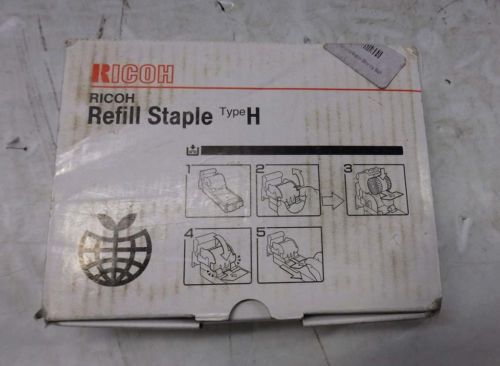 RICOH
RICOH
Refill Staple Type H
1 2 3
4 5